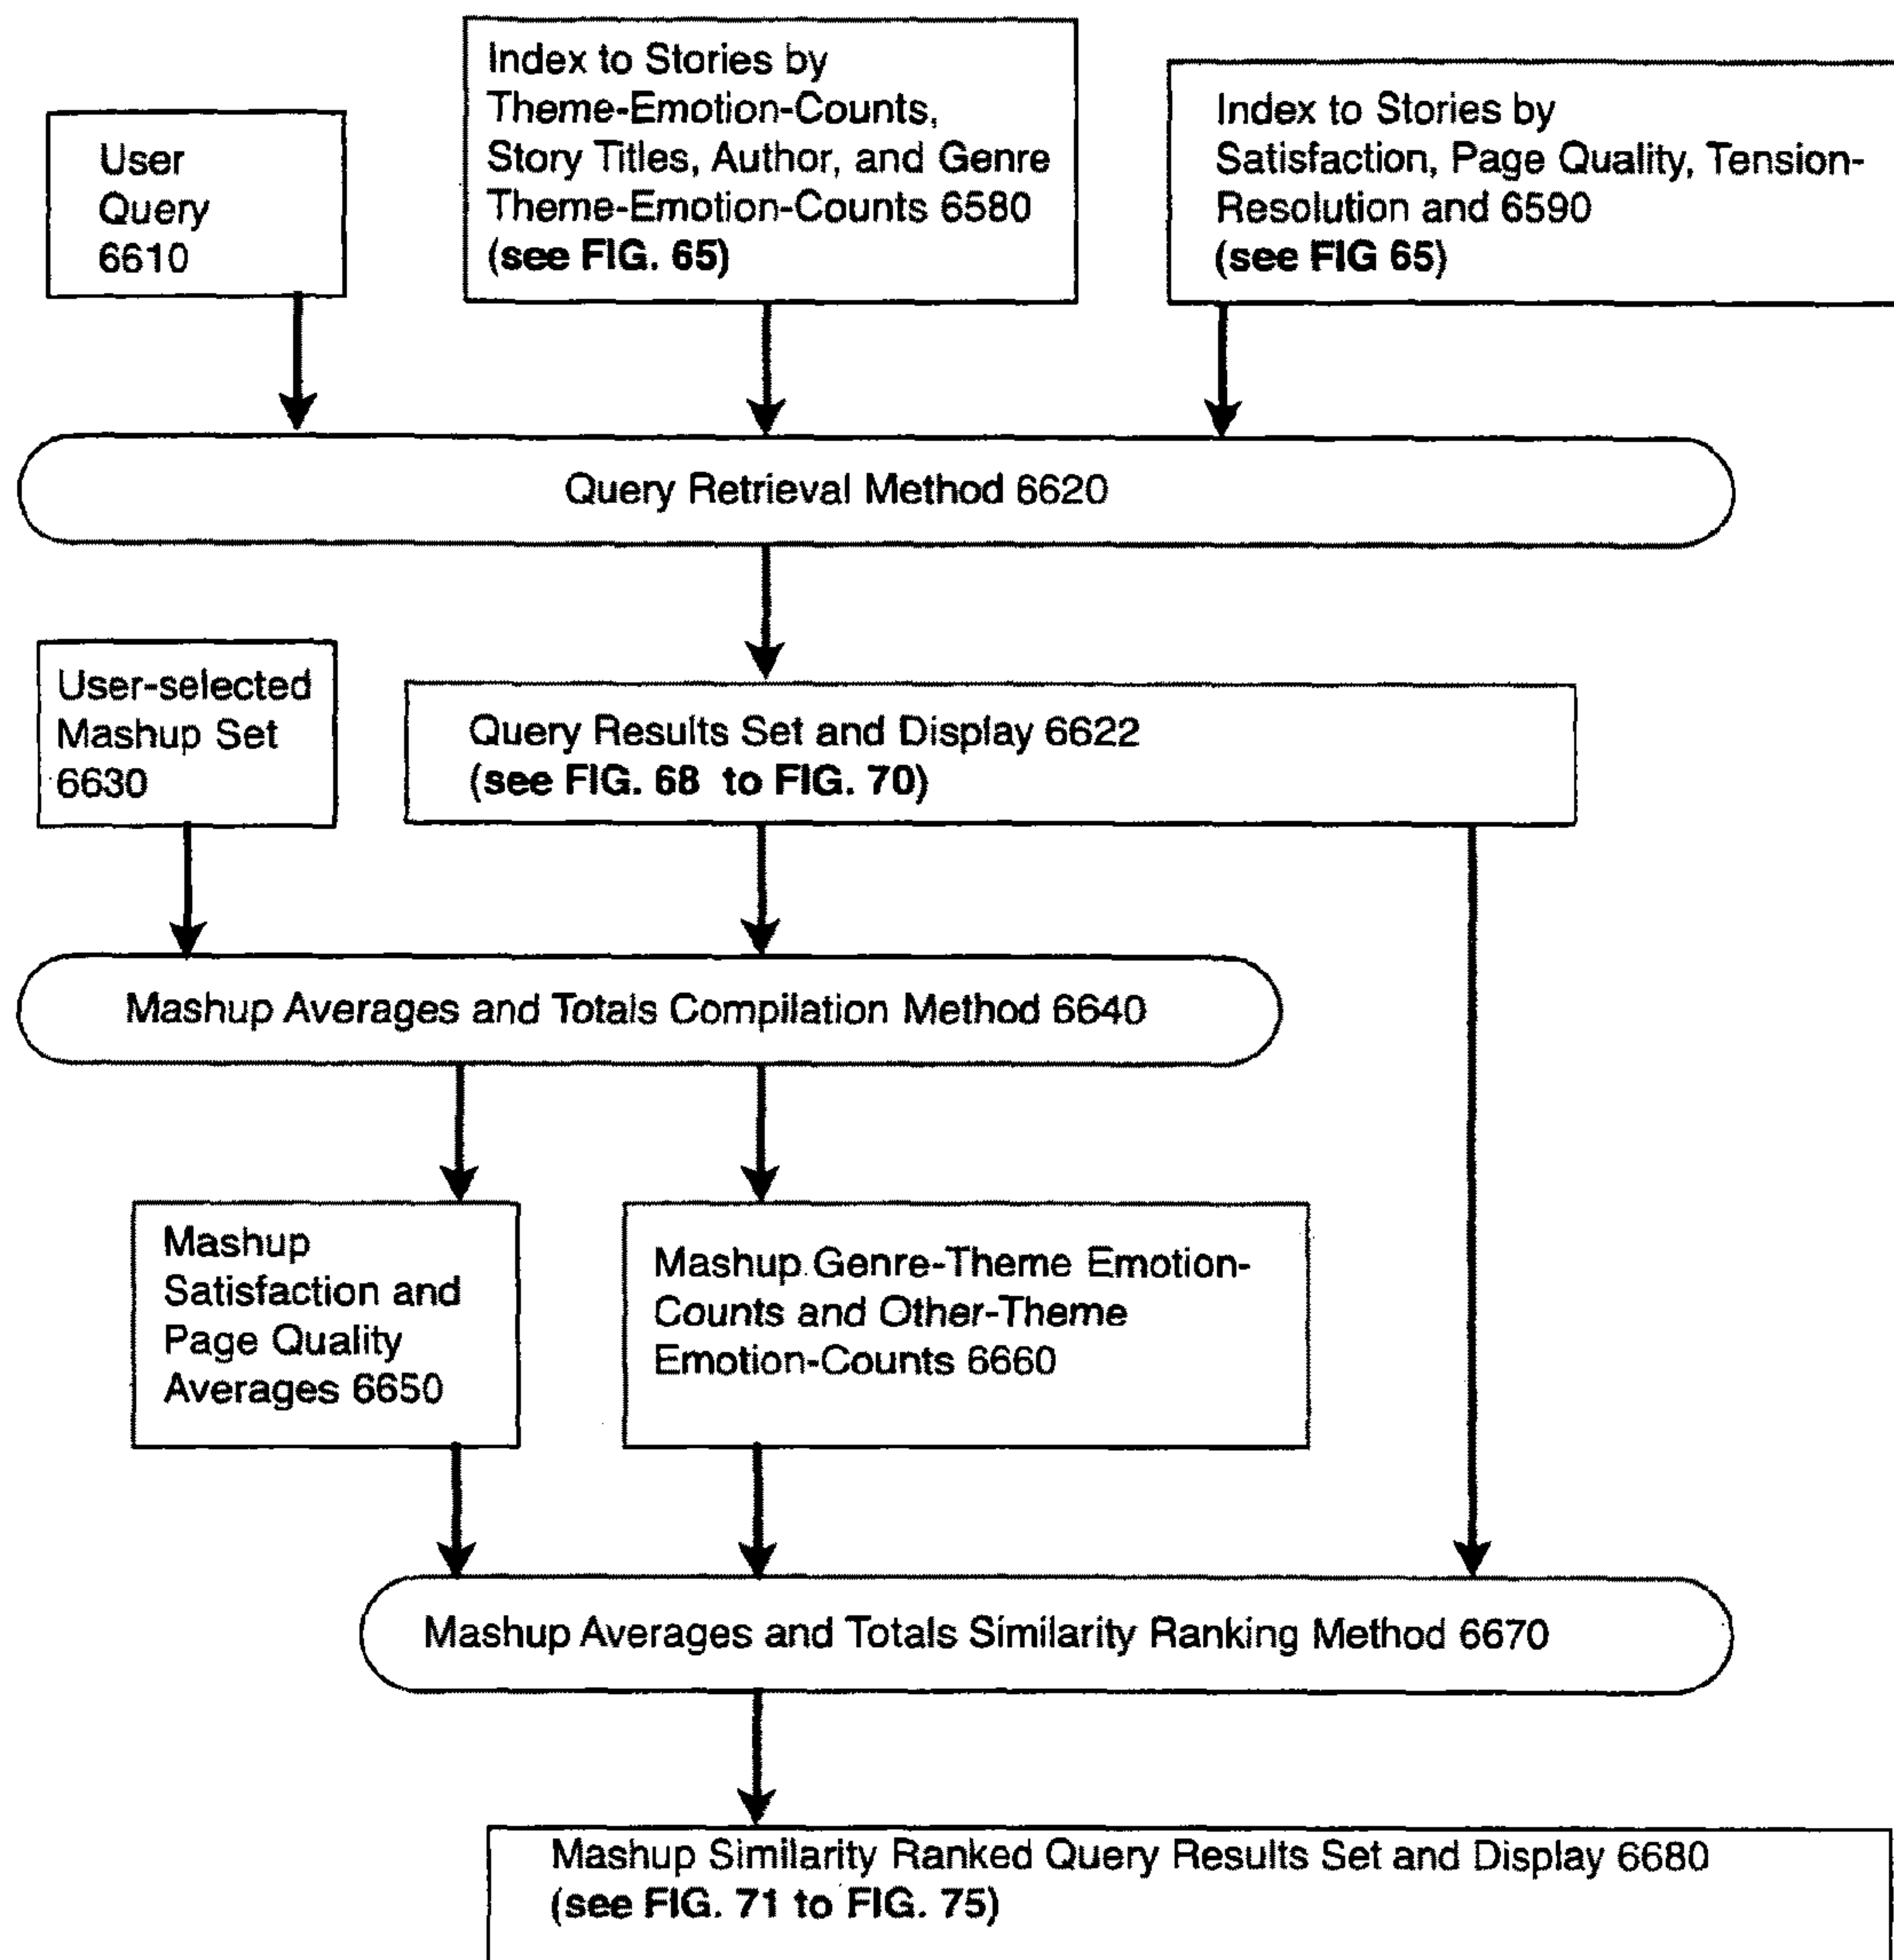 User
Query
6610
Index to Stories by
Theme-Emotion-Counts,
Story Titles, Author, and Genre
Theme-Emotion-Counts 6580
(see FIG. 65)
Index to Stories by
Satisfaction, Page Quality, Tension-
Resolution and 6590
(see FIG 65)
Query Retrieval Method 6620
User-selected
Mashup Set
6630
Query Results Set and Display 6622
(see FIG. 68 to FIG. 70)
Mashup Averages and Totals Compilation Method 6640
Mashup
Satisfaction and
Page Quality
Averages 6650
Mashup Genre-Theme Emotion-
Counts and Other-Theme
Emotion-Counts 6660
Mashup Averages and Totals Similarity Ranking Method 6670
Mashup Similarity Ranked Query Results Set and Display 6680
(see FIG. 71 to FIG. 75)